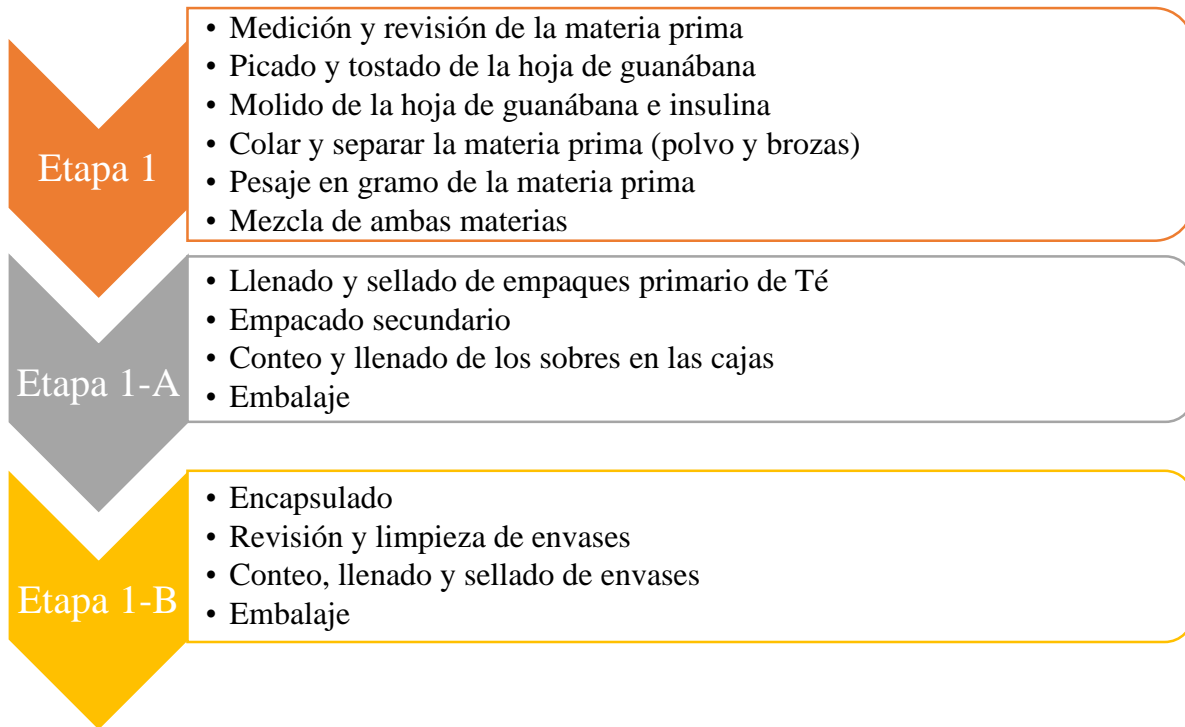 Etapa 1
• Medición y revisión de la materia prima
• Picado y tostado de la hoja de guanábana
• Molido de la hoja de guanábana e insulina
• Colar y separar la materia prima (polvo y brozas)
• Pesaje en gramo de la materia prima
• Mezcla de ambas materias
Etapa 1-A
• Llenado y sellado de empaques primario de Té
• Empacado secundario
• Conteo y llenado de los sobres en las cajas
• Embalaje
Etapa 1-B
• Encapsulado
• Revisión y limpieza de envases
• Conteo, llenado y sellado de envases
• Embalaje